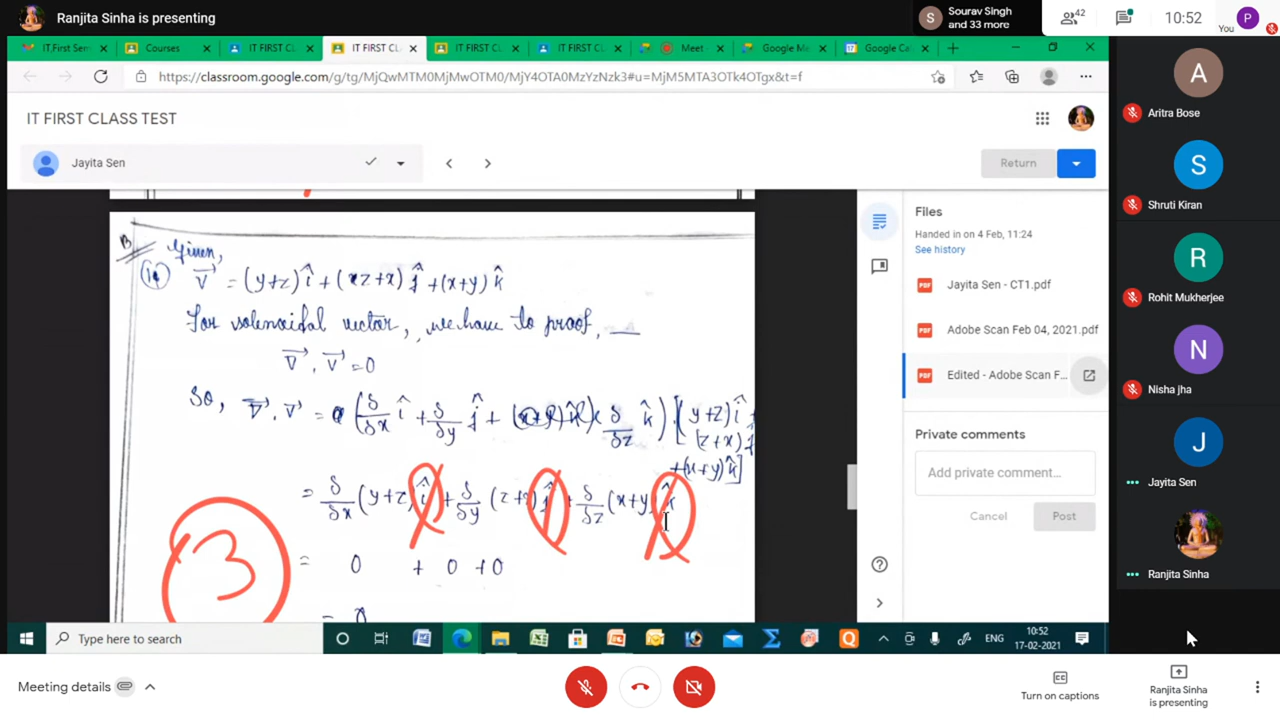 Ranjita Sinha is presenting
S
Sourav Singh
and 33 more
42
10:52
You
P
IT.First Sem
Courses
IT FIRST CL
IT FIRST CL
IT FIRST CL
IT FIRST CL
Meet -
Google Me
Google Ca
https://classroom.google.com/g/tg/MjQwMTM0MjMwOTM0/MjY4OTA0MzYzNzk3#u=MjM5MTA3OTk4OTgx&t=f
IT FIRST CLASS TEST
Jayita Sen
Return
B
Given,
V⃗ = (y+z)î + (xz+x)ĵ + (x+y)k̂
For solenoidal vector, we have to proof,
∇⃗ . V⃗ = 0
So, ∇⃗ . V⃗ = (δ/δx î + δ/δy ĵ + δ/δz k̂) [(y+z)î +
(z+x)ĵ
+(x+y)k̂]
= δ/δx (y+z)î + δ/δy (z+x)ĵ + δ/δz (x+y)k̂
= 0 + 0 + 0
= 0
3
Files
Handed in on 4 Feb, 11:24
See history
PDF Jayita Sen - CT1.pdf
PDF Adobe Scan Feb 04, 2021.pdf
PDF Edited - Adobe Scan F...
Private comments
Add private comment...
Cancel
Post
A
Aritra Bose
S
Shruti Kiran
R
Rohit Mukherjee
N
Nisha jha
J
Jayita Sen
Ranjita Sinha
Type here to search
ENG
10:52
17-02-2021
Meeting details
Turn on captions
Ranjita Sinha
is presenting